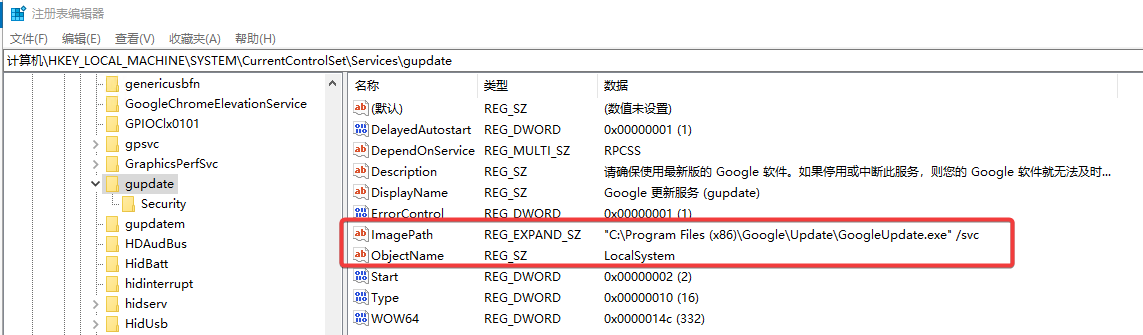 注册表编辑器
文件(F) 编辑(E) 查看(V) 收藏夹(A) 帮助(H)
计算机\HKEY_LOCAL_MACHINE\SYSTEM\CurrentControlSet\Services\gupdate
genericusbfn
GoogleChromeElevationService
GPIOClx0101
gpsvc
GraphicsPerfSvc
gupdate
Security
gupdatem
HDAudBus
HidBatt
hidinterrupt
hidserv
HidUsb
名称 类型 数据
(默认) REG_SZ (数值未设置)
DelayedAutostart REG_DWORD 0x00000001 (1)
DependOnService REG_MULTI_SZ RPCSS
Description REG_SZ 请确保使用最新版的 Google 软件。如果停用或中断此服务，则您的 Google 软件就无法及时...
DisplayName REG_SZ Google 更新服务 (gupdate)
ErrorControl REG_DWORD 0x00000001 (1)
ImagePath REG_EXPAND_SZ "C:\Program Files (x86)\Google\Update\GoogleUpdate.exe" /svc
ObjectName REG_SZ LocalSystem
Start REG_DWORD 0x00000002 (2)
Type REG_DWORD 0x00000010 (16)
WOW64 REG_DWORD 0x0000014c (332)